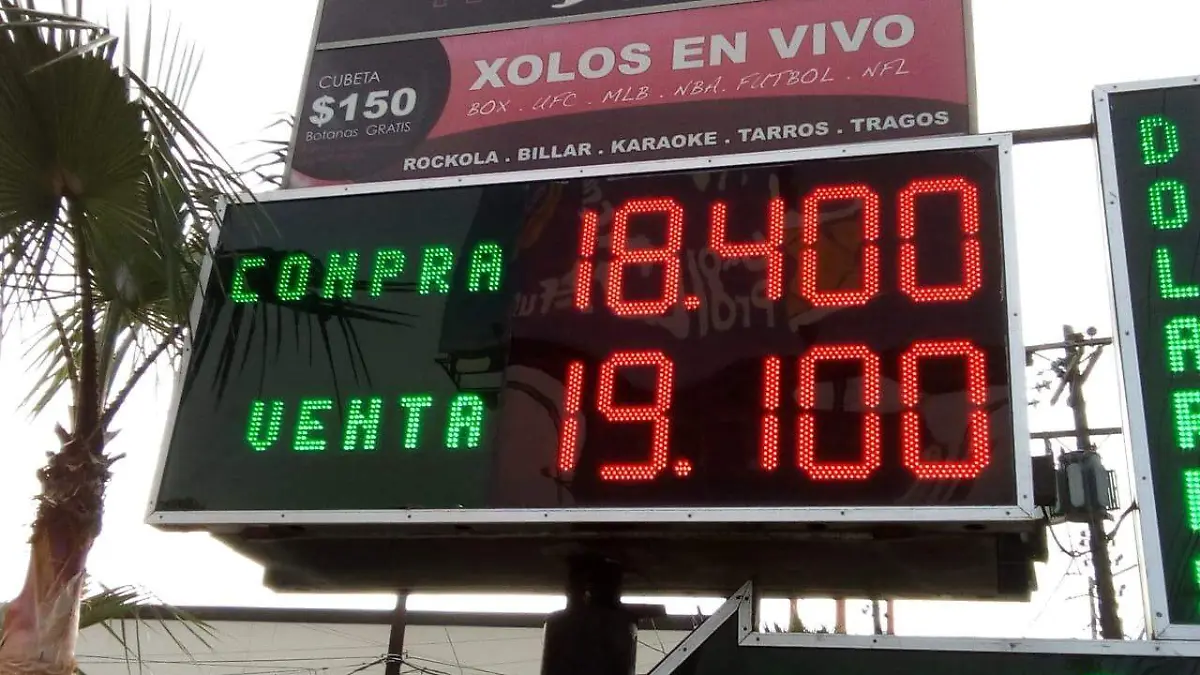 XOLOS EN VIVO
BOX . UFC . MLB . NBA. FUTBOL . NFL
CUBETA
$150
Botanas GRATIS
ROCKOLA . BILLAR . KARAOKE . TARROS . TRAGOS
COMPRA 18.400
VENTA 19.100
DOLARE